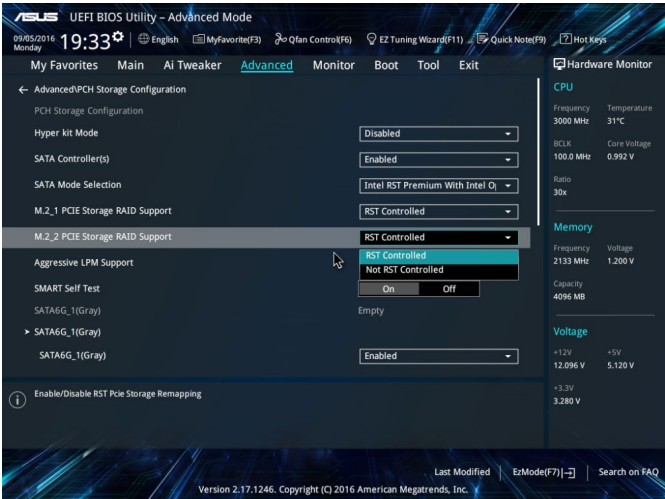 ASUS UEFI BIOS Utility – Advanced Mode
09/05/2016
Monday
19:33
English
MyFavorite(F3)
Qfan Control(F6)
EZ Tuning Wizard(F11)
Quick Note(F9)
Hot Keys
My Favorites Main Ai Tweaker Advanced Monitor Boot Tool Exit
Hardware Monitor
Advanced\PCH Storage Configuration
PCH Storage Configuration
Hyper kit Mode Disabled
SATA Controller(s) Enabled
SATA Mode Selection Intel RST Premium With Intel O
M.2_1 PCIE Storage RAID Support RST Controlled
M.2_2 PCIE Storage RAID Support RST Controlled
RST Controlled
Not RST Controlled
Aggressive LPM Support
SMART Self Test On Off
SATA6G_1(Gray) Empty
SATA6G_1(Gray)
SATA6G_1(Gray) Enabled
Enable/Disable RST Pcie Storage Remapping
CPU
Frequency Temperature
3000 MHz 31°C
BCLK Core Voltage
100.0 MHz 0.992 V
Ratio
30x
Memory
Frequency Voltage
2133 MHz 1.200 V
Capacity
4096 MB
Voltage
+12V +5V
12.096 V 5.120 V
+3.3V
3.280 V
Last Modified
EzMode(F7)
Search on FAQ
Version 2.17.1246. Copyright (C) 2016 American Megatrends, Inc.